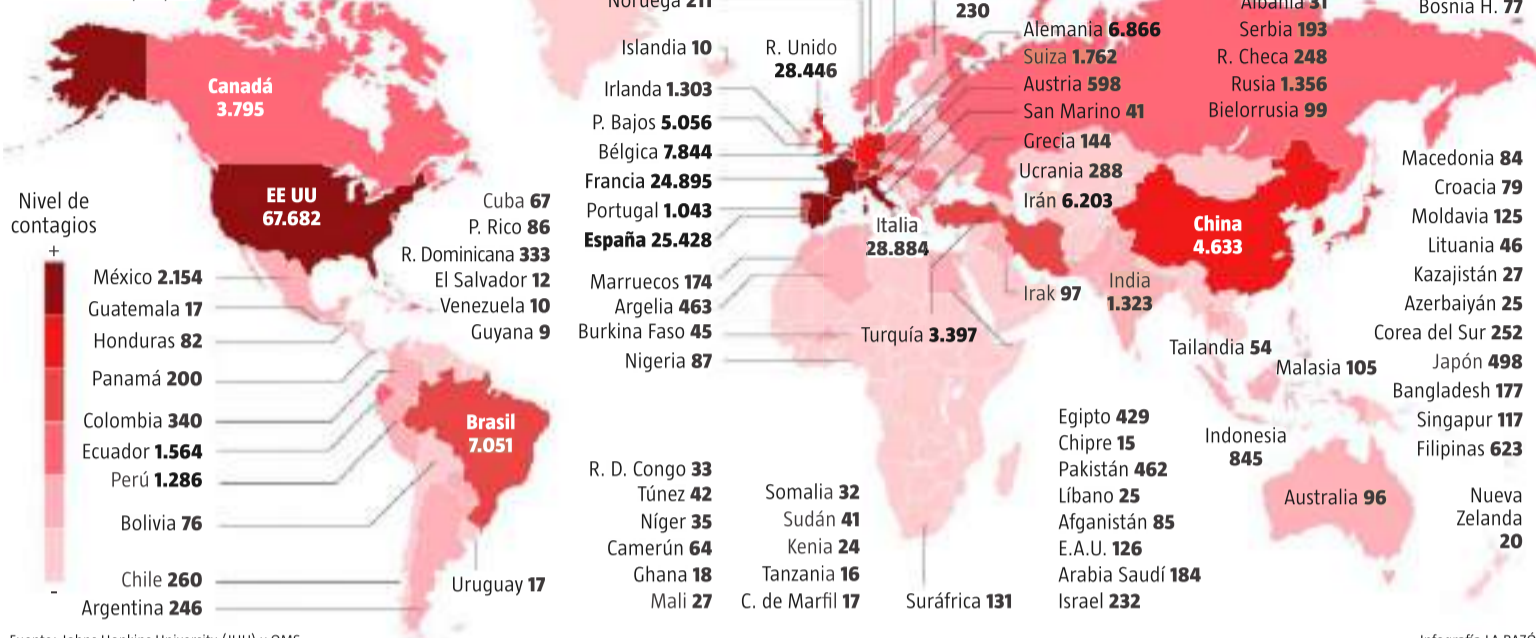 Noruega 211
230
Albania 31
Bosnia H. 77
Islandia 10
R. Unido
28.446
Alemania 6.866
Serbia 193
Suiza 1.762
R. Checa 248
Irlanda 1.303
Austria 598
Rusia 1.356
Canadá
3.795
P. Bajos 5.056
San Marino 41
Bielorrusia 99
Bélgica 7.844
Grecia 144
Francia 24.895
Ucrania 288
Portugal 1.043
Irán 6.203
España 25.428
Italia
28.884
Nivel de
contagios
+
-
EE UU
67.682
Cuba 67
P. Rico 86
R. Dominicana 333
El Salvador 12
Venezuela 10
Guyana 9
México 2.154
Guatemala 17
Honduras 82
Panamá 200
Colombia 340
Ecuador 1.564
Perú 1.286
Bolivia 76
Chile 260
Argentina 246
Brasil
7.051
Uruguay 17
Marruecos 174
Argelia 463
Burkina Faso 45
Nigeria 87
Turquía 3.397
Irak 97
India
1.323
China
4.633
Tailandia 54
Malasia 105
Indonesia
845
Australia 96
Nueva
Zelanda
20
Macedonia 84
Croacia 79
Moldavia 125
Lituania 46
Kazajistán 27
Azerbaiyán 25
Corea del Sur 252
Japón 498
Bangladesh 177
Singapur 117
Filipinas 623
R. D. Congo 33
Túnez 42
Níger 35
Camerún 64
Ghana 18
Mali 27
Somalia 32
Sudán 41
Kenia 24
Tanzania 16
C. de Marfil 17
Suráfrica 131
Egipto 429
Chipre 15
Pakistán 462
Líbano 25
Afganistán 85
E.A.U. 126
Arabia Saudí 184
Israel 232
Fuente: Johns Hopkins University (JHU) y OMS
Infografía LA RAZÓ